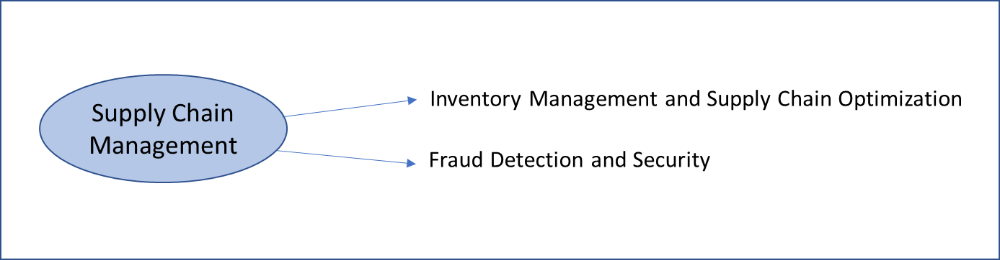 Supply Chain
Management
Inventory Management and Supply Chain Optimization
Fraud Detection and Security